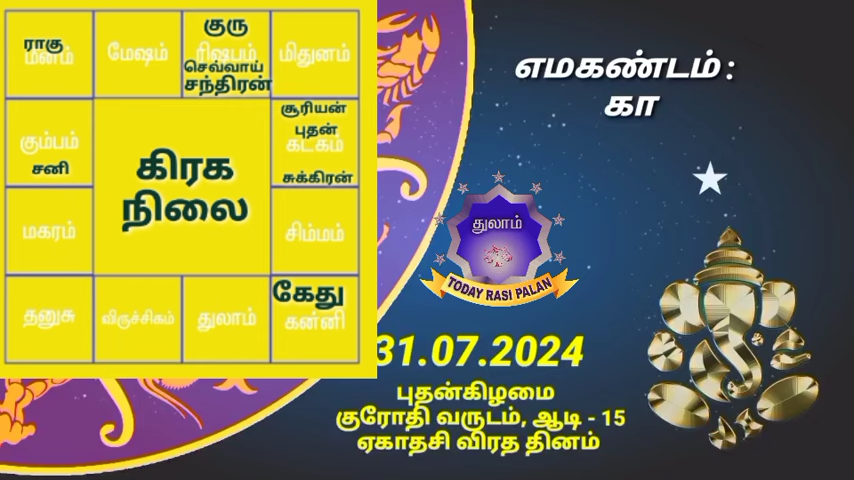 ராகு
மீனம்
மேஷம்
குரு
ரிஷபம்
செவ்வாய்
சந்திரன்
மிதுனம்
கும்பம்
சனி
கிரக
நிலை
சூரியன்
புதன்
கடகம்
சுக்கிரன்
மகரம்
சிம்மம்
தனுசு
விருச்சிகம்
துலாம்
கேது
கன்னி
எமகண்டம் :
கா
துலாம்
TODAY RASI PALAN
31.07.2024
புதன்கிழமை
குரோதி வருடம், ஆடி - 15
ஏகாதசி விரத தினம்